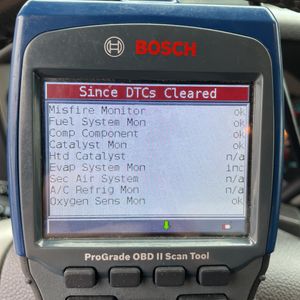 BOSCH
Since DTCs Cleared
Misfire Monitor ok
Fuel System Mon ok
Comp Component ok
Catalyst Mon ok
Htd Catalyst n/a
Evap System Mon inc
Sec Air System n/a
A/C Refrig Mon n/a
Oxygen Sens Mon ok
ProGrade OBD II Scan Tool